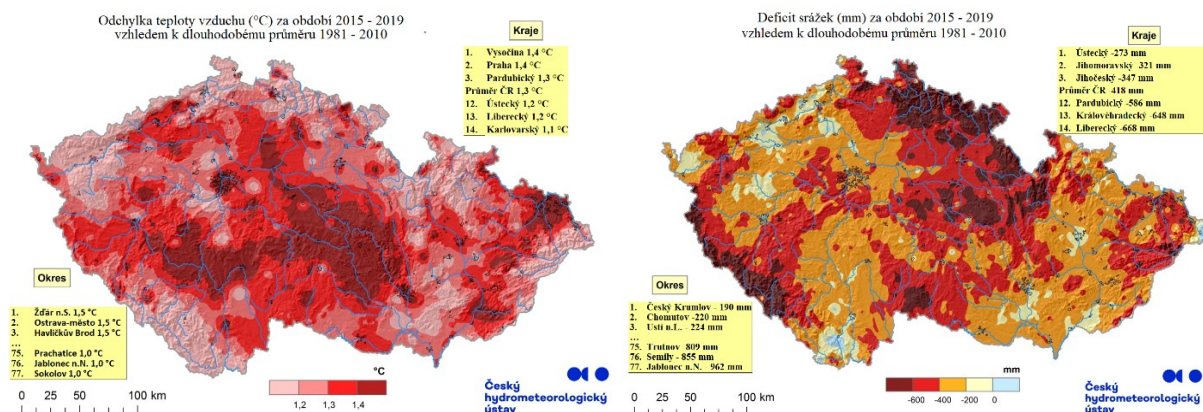 Odchylka teploty vzduchu (°C) za období 2015 - 2019
vzhledem k dlouhodobému průměru 1981 - 2010
Kraje
1. Vysočina 1,4 °C
2. Praha 1,4 °C
3. Pardubický 1,3 °C
Průměr ČR 1,3 °C
12. Ústecký 1,2 °C
13. Liberecký 1,2 °C
14. Karlovarský 1,1 °C
Okres
1. Žďár n.S. 1,5 °C
2. Ostrava-město 1,5 °C
3. Havlíčkův Brod 1,5 °C
...
75. Prachatice 1,0 °C
76. Jablonec n.N. 1,0 °C
77. Sokolov 1,0 °C
0 25 50 100 km
°C
1,2 1,3 1,4
Český
hydrometeorologický
ústav
Deficit srážek (mm) za období 2015 - 2019
vzhledem k dlouhodobému průměru 1981 - 2010
Kraje
1. Ústecký -273 mm
2. Jihomoravský 321 mm
3. Jihočeský -347 mm
Průměr ČR 418 mm
12. Pardubický -586 mm
13. Královéhradecký -648 mm
14. Liberecký -668 mm
Okres
1. Český Krumlov - 190 mm
2. Chomutov -220 mm
3. Ústí n.L. - 224 mm
...
75. Trutnov 809 mm
76. Semily - 855 mm
77. Jablonec n.N. 962 mm
0 25 50 100 km
mm
-600 -400 -200 0
Český
hydrometeorologický
ústav